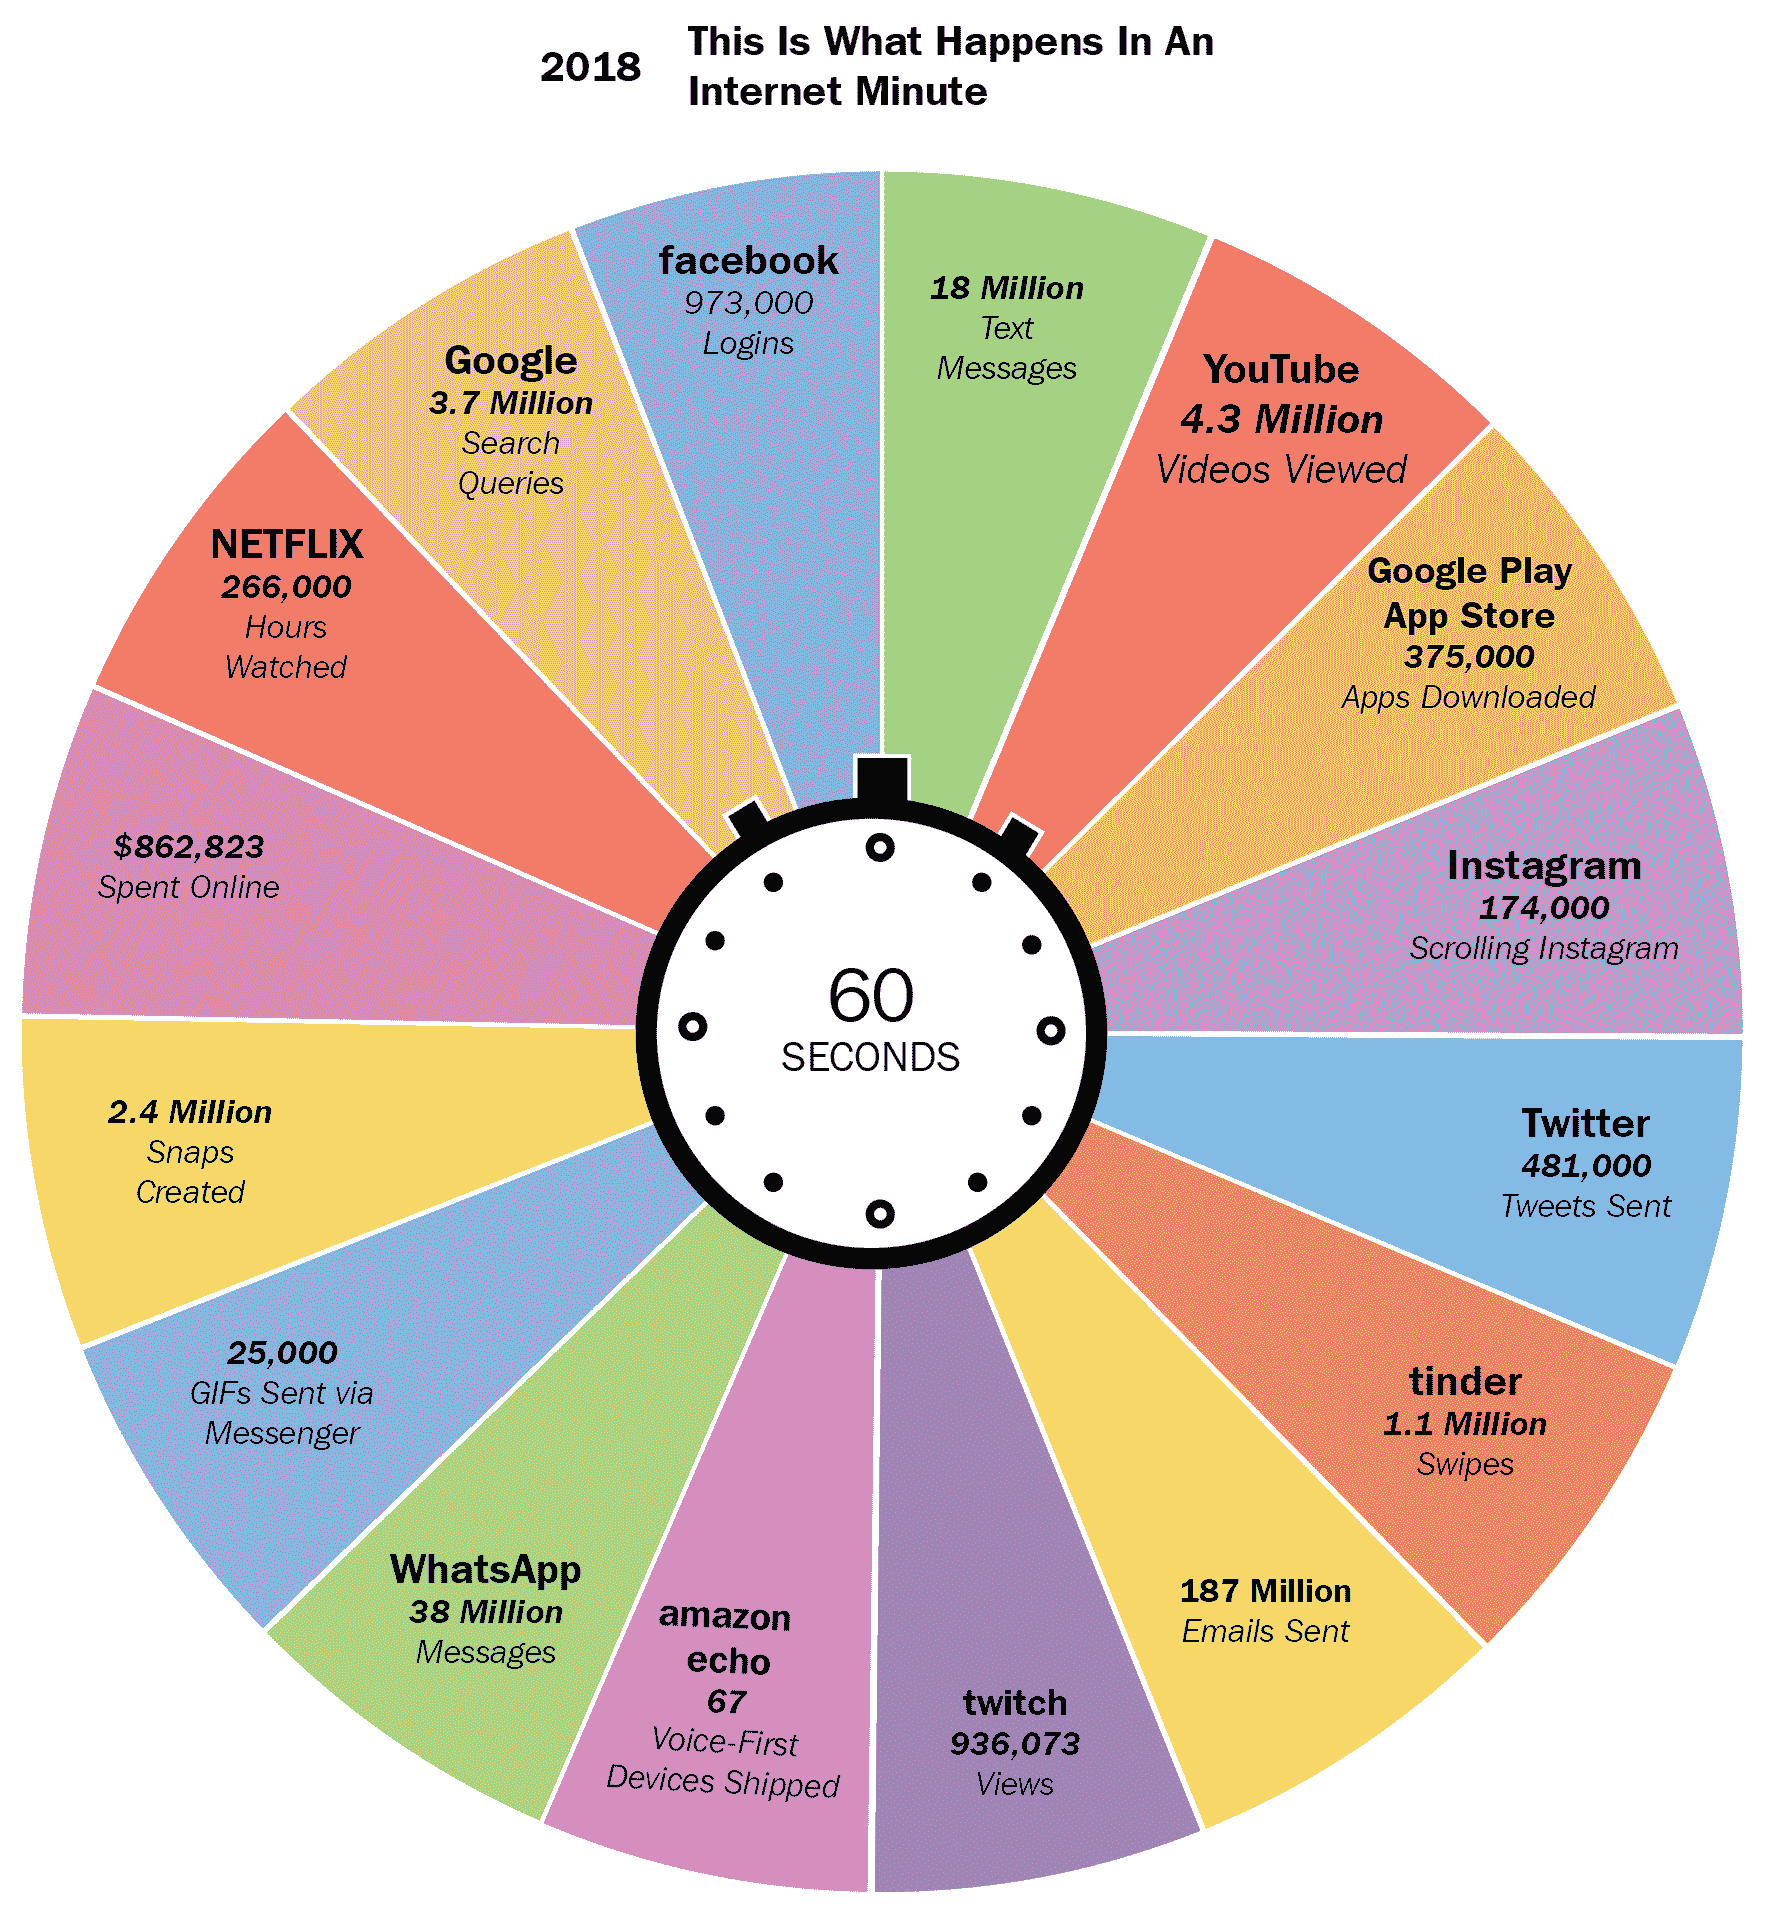 2018
This Is What Happens In An
Internet Minute
facebook
973,000
Logins
18 Million
Text
Messages
YouTube
4.3 Million
Videos Viewed
Google Play
App Store
375,000
Apps Downloaded
Instagram
174,000
Scrolling Instagram
Twitter
481,000
Tweets Sent
tinder
1.1 Million
Swipes
187 Million
Emails Sent
twitch
936,073
Views
amazon
echo
67
Voice-First
Devices Shipped
WhatsApp
38 Million
Messages
25,000
GIFs Sent via
Messenger
2.4 Million
Snaps
Created
$862,823
Spent Online
NETFLIX
266,000
Hours
Watched
Google
3.7 Million
Search
Queries
60
SECONDS